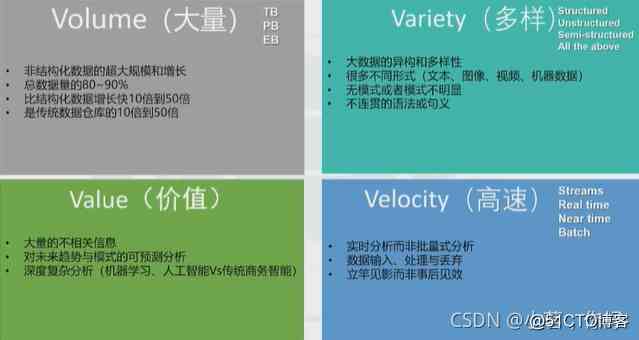 Volume（大量）
TB
PB
EB
• 非结构化数据的超大规模和增长
• 总数据量的80~90%
• 比结构化数据增长快10倍到50倍
• 是传统数据仓库的10倍到50倍
Variety（多样）
Structured
Unstructured
Semi-structured
All the above
• 大数据的异构和多样性
• 很多不同形式（文本、图像、视频、机器数据）
• 无模式或者模式不明显
• 不连贯的语法或句义
Value（价值）
• 大量的不相关信息
• 对未来趋势与模式的可预测分析
• 深度复杂分析（机器学习、人工智能Vs传统商务智能）
Velocity（高速）
Streams
Real time
Near time
Batch
• 实时分析而非批量式分析
• 数据输入、处理与丢弃
• 立竿见影而非事后见效
CSDN
@51CTO博客